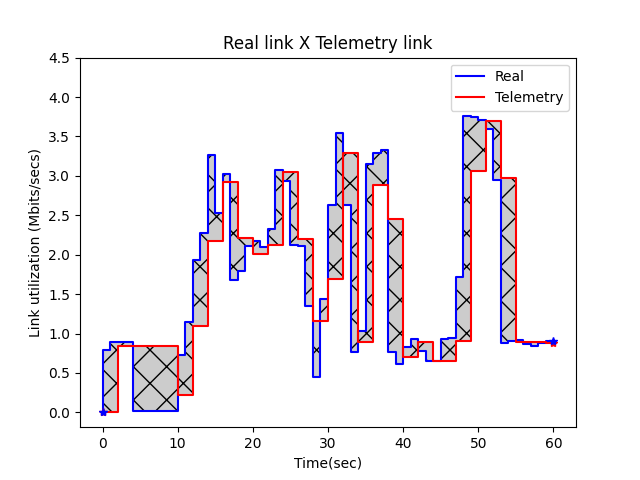 Real link X Telemetry link
Real
Telemetry
Link utilization (Mbits/secs)
4.5
4.0
3.5
3.0
2.5
2.0
1.5
1.0
0.5
0.0
0 10 20 30 40 50 60
Time(sec)